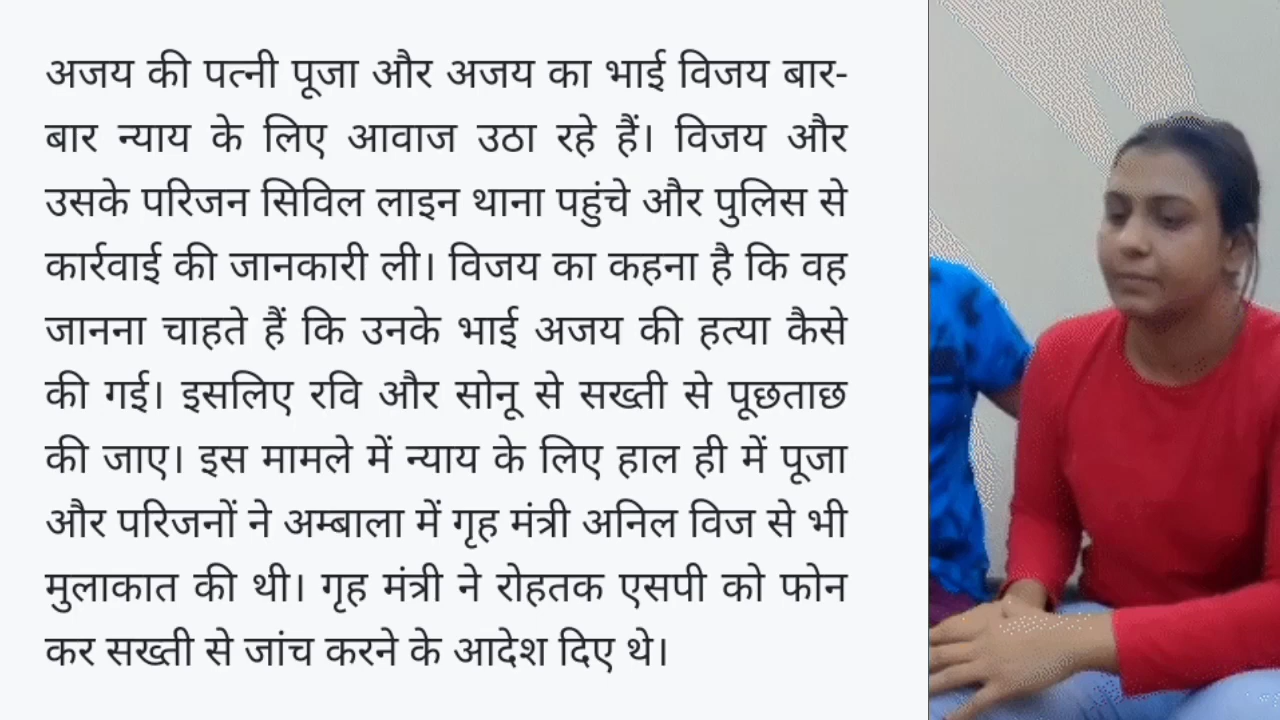 अजय की पत्नी पूजा और अजय का भाई विजय बार-
बार न्याय के लिए आवाज उठा रहे हैं। विजय और
उसके परिजन सिविल लाइन थाना पहुंचे और पुलिस से
कार्रवाई की जानकारी ली। विजय का कहना है कि वह
जानना चाहते हैं कि उनके भाई अजय की हत्या कैसे
की गई। इसलिए रवि और सोनू से सख्ती से पूछताछ
की जाए। इस मामले में न्याय के लिए हाल ही में पूजा
और परिजनों ने अम्बाला में गृह मंत्री अनिल विज से भी
मुलाकात की थी। गृह मंत्री ने रोहतक एसपी को फोन
कर सख्ती से जांच करने के आदेश दिए थे।